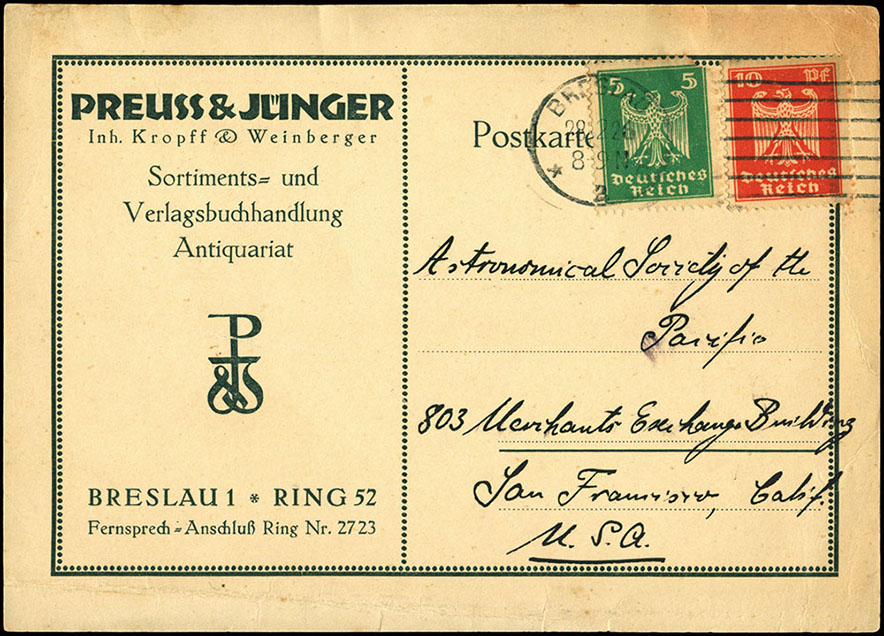 PREUSS & JÜNGER
Inh. Kropff & Weinberger
Sortiments= und
Verlagsbuchhandlung
Antiquariat
BRESLAU 1 * RING 52
Fernsprech=Anschluß Ring Nr. 2723
Postkarte
5 5
Deutsches
Reich
10 Pf
Deutsches
Reich
8-9 N
Astronomical Society of the
Pacific
803 Merchants Exchange Building
San Francisco, Calif.
U.S.A.